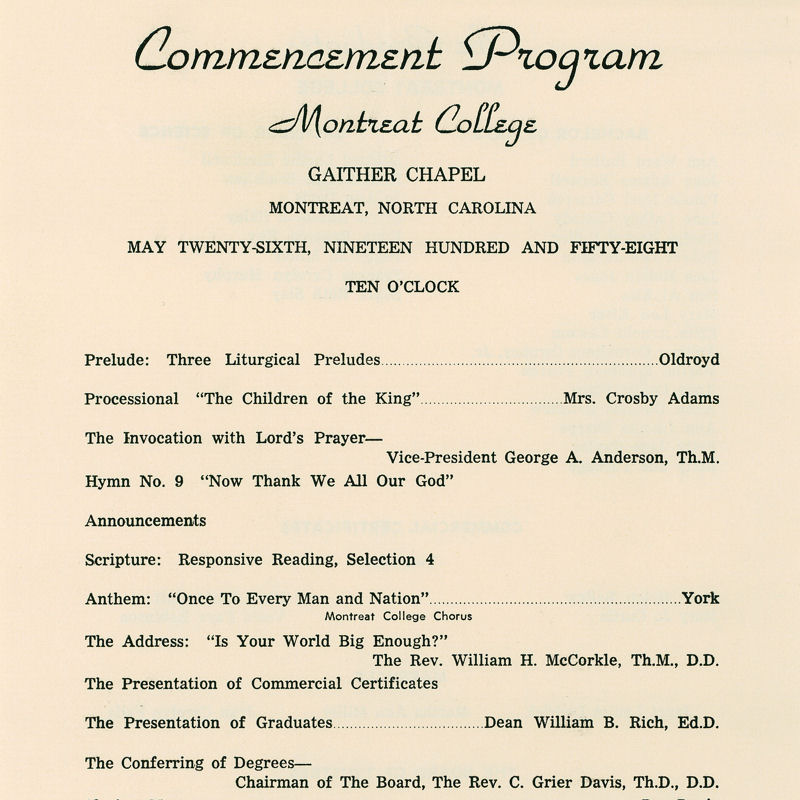 Commencement Program
Montreat College
GAITHER CHAPEL
MONTREAT, NORTH CAROLINA
MAY TWENTY-SIXTH, NINETEEN HUNDRED AND FIFTY-EIGHT
TEN O'CLOCK
Prelude: Three Liturgical Preludes........Oldroyd
Processional "The Children of the King"........Mrs. Crosby Adams
The Invocation with Lord's Prayer—
Vice-President George A. Anderson, Th.M.
Hymn No. 9 "Now Thank We All Our God"
Announcements
Scripture: Responsive Reading, Selection 4
Anthem: "Once To Every Man and Nation"........York
Montreat College Chorus
The Address: "Is Your World Big Enough?"
The Rev. William H. McCorkle, Th.M., D.D.
The Presentation of Commercial Certificates
The Presentation of Graduates........Dean William B. Rich, Ed.D.
The Conferring of Degrees—
Chairman of The Board, The Rev. C. Grier Davis, Th.D., D.D.